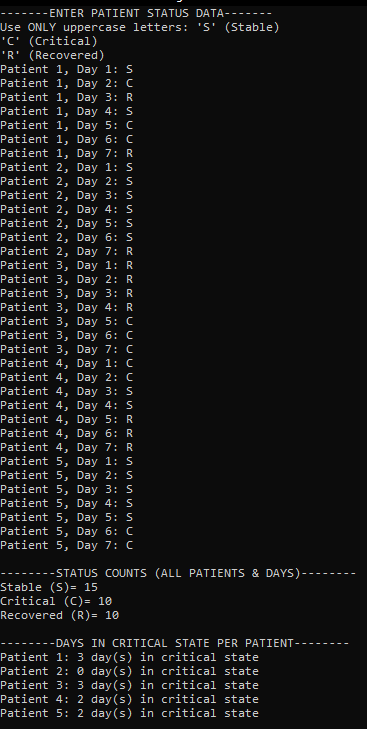 -------ENTER PATIENT STATUS DATA-------
Use ONLY uppercase letters: 'S' (Stable)
'C' (Critical)
'R' (Recovered)
Patient 1, Day 1: S
Patient 1, Day 2: C
Patient 1, Day 3: R
Patient 1, Day 4: S
Patient 1, Day 5: C
Patient 1, Day 6: C
Patient 1, Day 7: R
Patient 2, Day 1: S
Patient 2, Day 2: S
Patient 2, Day 3: S
Patient 2, Day 4: S
Patient 2, Day 5: S
Patient 2, Day 6: S
Patient 2, Day 7: R
Patient 3, Day 1: R
Patient 3, Day 2: R
Patient 3, Day 3: R
Patient 3, Day 4: R
Patient 3, Day 5: C
Patient 3, Day 6: C
Patient 3, Day 7: C
Patient 4, Day 1: C
Patient 4, Day 2: C
Patient 4, Day 3: S
Patient 4, Day 4: S
Patient 4, Day 5: R
Patient 4, Day 6: R
Patient 4, Day 7: R
Patient 5, Day 1: S
Patient 5, Day 2: S
Patient 5, Day 3: S
Patient 5, Day 4: S
Patient 5, Day 5: S
Patient 5, Day 6: C
Patient 5, Day 7: C

--------STATUS COUNTS (ALL PATIENTS & DAYS)--------
Stable (S)= 15
Critical (C)= 10
Recovered (R)= 10

--------DAYS IN CRITICAL STATE PER PATIENT--------
Patient 1: 3 day(s) in critical state
Patient 2: 0 day(s) in critical state
Patient 3: 3 day(s) in critical state
Patient 4: 2 day(s) in critical state
Patient 5: 2 day(s) in critical state